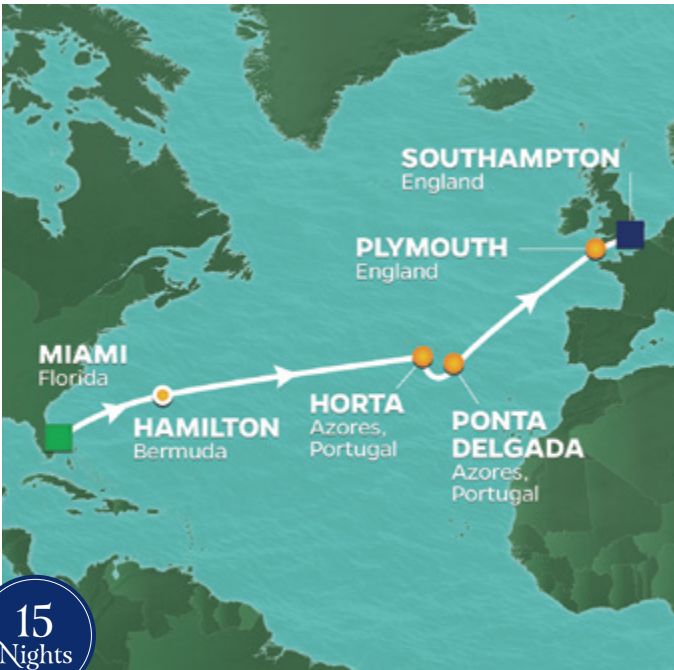 SOUTHAMPTON
England
PLYMOUTH
England
MIAMI
Florida
HAMILTON
Bermuda
HORTA
Azores,
Portugal
PONTA
DELGADA
Azores,
Portugal
15
Nights